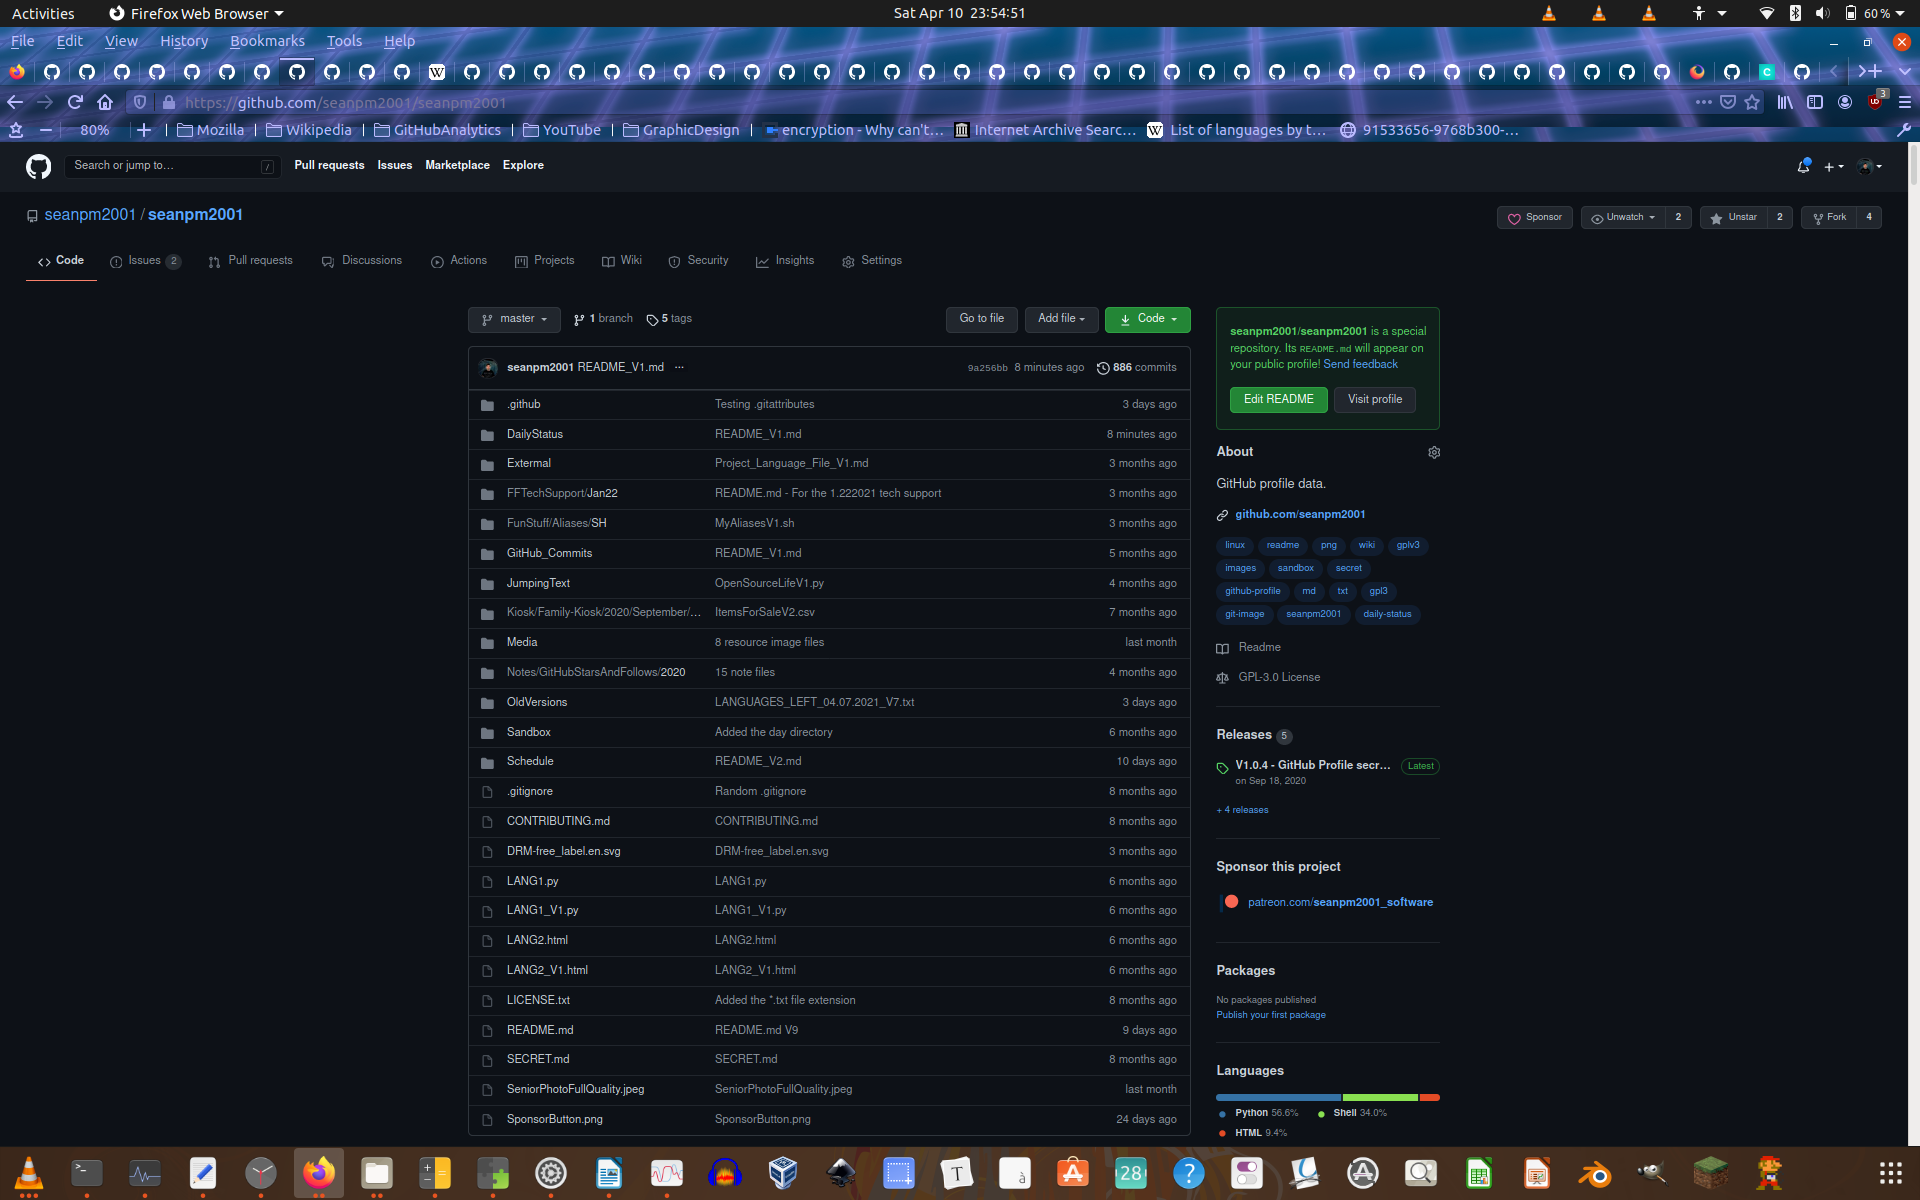 Activities Firefox Web Browser Sat Apr 10 23:54:51 60 %
File Edit View History Bookmarks Tools Help
https://github.com/seanpm2001/seanpm2001 3
80% Mozilla Wikipedia GitHubAnalytics YouTube GraphicDesign encryption - Why can't… Internet Archive Searc… List of languages by t… 91533656-9768b300-…
Search or jump to… / Pull requests Issues Marketplace Explore
seanpm2001 / seanpm2001 Sponsor Unwatch 2 Unstar 2 Fork 4
Code Issues 2 Pull requests Discussions Actions Projects Wiki Security Insights Settings
master 1 branch 5 tags Go to file Add file Code
seanpm2001 README_V1.md ... 9a256bb 8 minutes ago 886 commits
.github Testing .gitattributes 3 days ago
DailyStatus README_V1.md 8 minutes ago
Extermal Project_Language_File_V1.md 3 months ago
FFTechSupport/Jan22 README.md - For the 1.222021 tech support 3 months ago
FunStuff/Aliases/SH MyAliasesV1.sh 3 months ago
GitHub_Commits README_V1.md 5 months ago
JumpingText OpenSourceLifeV1.py 4 months ago
Kiosk/Family-Kiosk/2020/September/… ItemsForSaleV2.csv 7 months ago
Media 8 resource image files last month
Notes/GitHubStarsAndFollows/2020 15 note files 4 months ago
OldVersions LANGUAGES_LEFT_04.07.2021_V7.txt 3 days ago
Sandbox Added the day directory 6 months ago
Schedule README_V2.md 10 days ago
.gitignore Random .gitignore 8 months ago
CONTRIBUTING.md CONTRIBUTING.md 8 months ago
DRM-free_label.en.svg DRM-free_label.en.svg 3 months ago
LANG1.py LANG1.py 6 months ago
LANG1_V1.py LANG1_V1.py 6 months ago
LANG2.html LANG2.html 6 months ago
LANG2_V1.html LANG2_V1.html 6 months ago
LICENSE.txt Added the *.txt file extension 8 months ago
README.md README.md V9 9 days ago
SECRET.md SECRET.md 8 months ago
SeniorPhotoFullQuality.jpeg SeniorPhotoFullQuality.jpeg last month
SponsorButton.png SponsorButton.png 24 days ago
seanpm2001/seanpm2001 is a special
repository. Its README.md will appear on
your public profile! Send feedback
Edit README Visit profile
About
GitHub profile data.
github.com/seanpm2001
linux readme png wiki gplv3
images sandbox secret
github-profile md txt gpl3
git-image seanpm2001 daily-status
Readme
GPL-3.0 License
Releases 5
V1.0.4 - GitHub Profile secr... Latest
on Sep 18, 2020
+ 4 releases
Sponsor this project
patreon.com/seanpm2001_software
Packages
No packages published
Publish your first package
Languages
Python 56.6% Shell 34.0%
HTML 9.4%